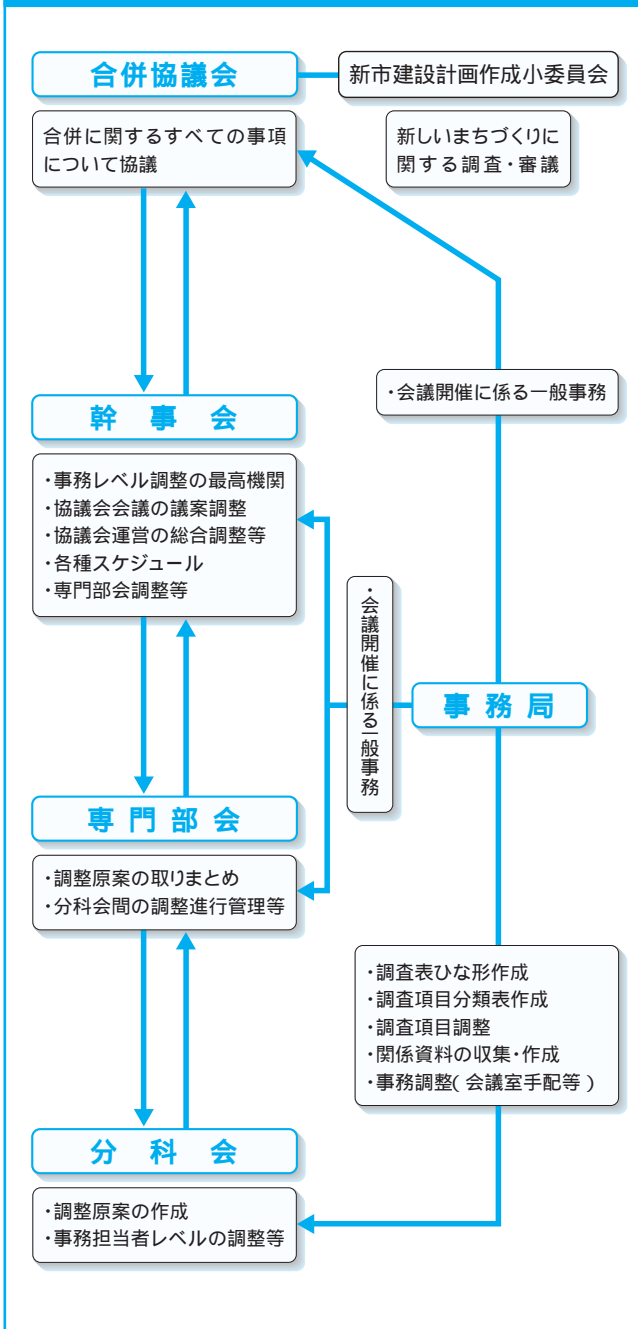 合併協議会
新市建設計画作成小委員会
合併に関するすべての事項
について協議
新しいまちづくりに
関する調査・審議
・会議開催に係る一般事務
幹事会
・事務レベル調整の最高機関
・協議会会議の議案調整
・協議会運営の総合調整等
・各種スケジュール
・専門部会調整等
・会議開催に係る一般事務
事務局
専門部会
・調整原案の取りまとめ
・分科会間の調整進行管理等
・調査表ひな形作成
・調査項目分類表作成
・調査項目調整
・関係資料の収集・作成
・事務調整(会議室手配等)
分科会
・調整原案の作成
・事務担当者レベルの調整等